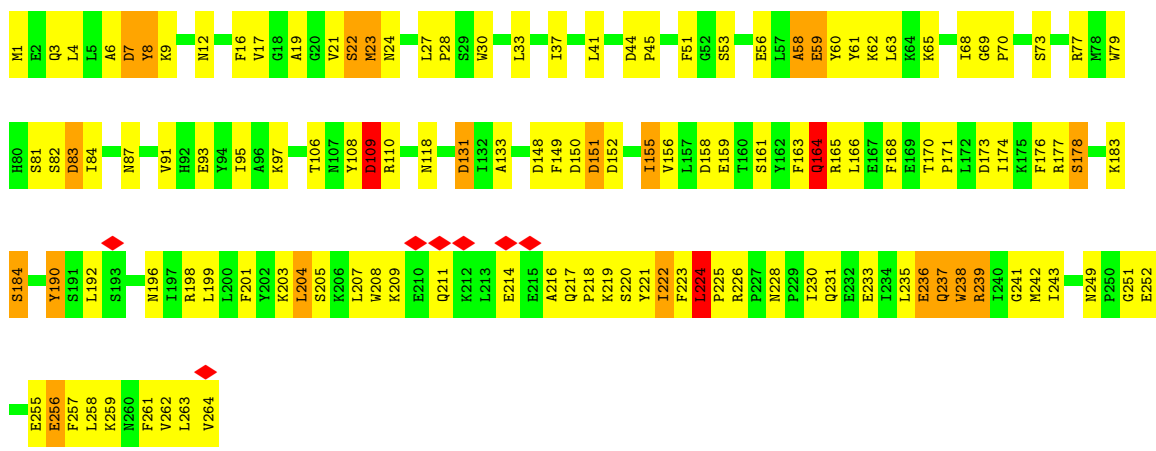 M1 E2 Q3 L4 L5 A6 D7 Y8 K9 N12 F16 V17 G18 A19 G20 V21 S22 M23 N24 L27 P28 S29 W30 L33 I37 L41 D44 P45 F51 G52 S53 E56 L57 A58 E59 Y60 Y61 K62 L63 K64 K65 I68 G69 P70 S73 R77 M78 W79
H80 S81 S82 D83 I84 N87 V91 H92 E93 Y94 I95 A96 K97 T106 N107 Y108 D109 R110 N118 D131 I132 A133 D148 F149 D150 D151 D152 I155 V156 L157 D158 E159 T160 S161 Y162 F163 Q164 R165 L166 E167 F168 E169 T170 P171 L172 D173 I174 K175 F176 R177 S178 K183
S184 Y190 S191 L192 S193 N196 I197 R198 L199 L200 F201 Y202 K203 L204 S205 K206 L207 W208 K209 E210 Q211 K212 L213 E214 E215 A216 Q217 P218 K219 S220 Y221 I222 F223 L224 P225 R226 P227 N228 P229 I230 Q231 E232 E233 I234 L235 E236 Q237 W238 R239 I240 G241 M242 I243 N249 P250 G251 E252
E255 E256 F257 L258 K259 N260 F261 V262 L263 V264